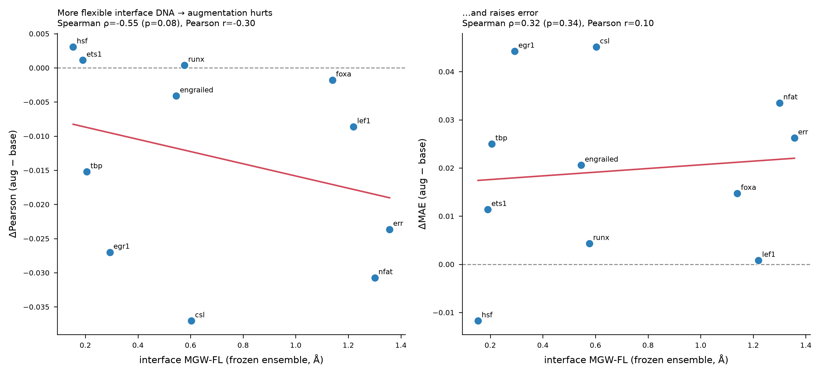 More flexible interface DNA → augmentation hurts
Spearman ρ=-0.55 (p=0.08), Pearson r=-0.30
0.005
0.000
−0.005
−0.010
−0.015
−0.020
−0.025
−0.030
−0.035
ΔPearson (aug − base)
hsf
ets1
runx
foxa
engrailed
lef1
tbp
err
egr1
nfat
csl
0.2
0.4
0.6
0.8
1.0
1.2
1.4
interface MGW-FL (frozen ensemble, Å)
...and raises error
Spearman ρ=0.32 (p=0.34), Pearson r=0.10
0.04
0.03
0.02
0.01
0.00
−0.01
ΔMAE (aug − base)
egr1
csl
nfat
tbp
err
engrailed
foxa
ets1
runx
lef1
hsf
0.2
0.4
0.6
0.8
1.0
1.2
1.4
interface MGW-FL (frozen ensemble, Å)